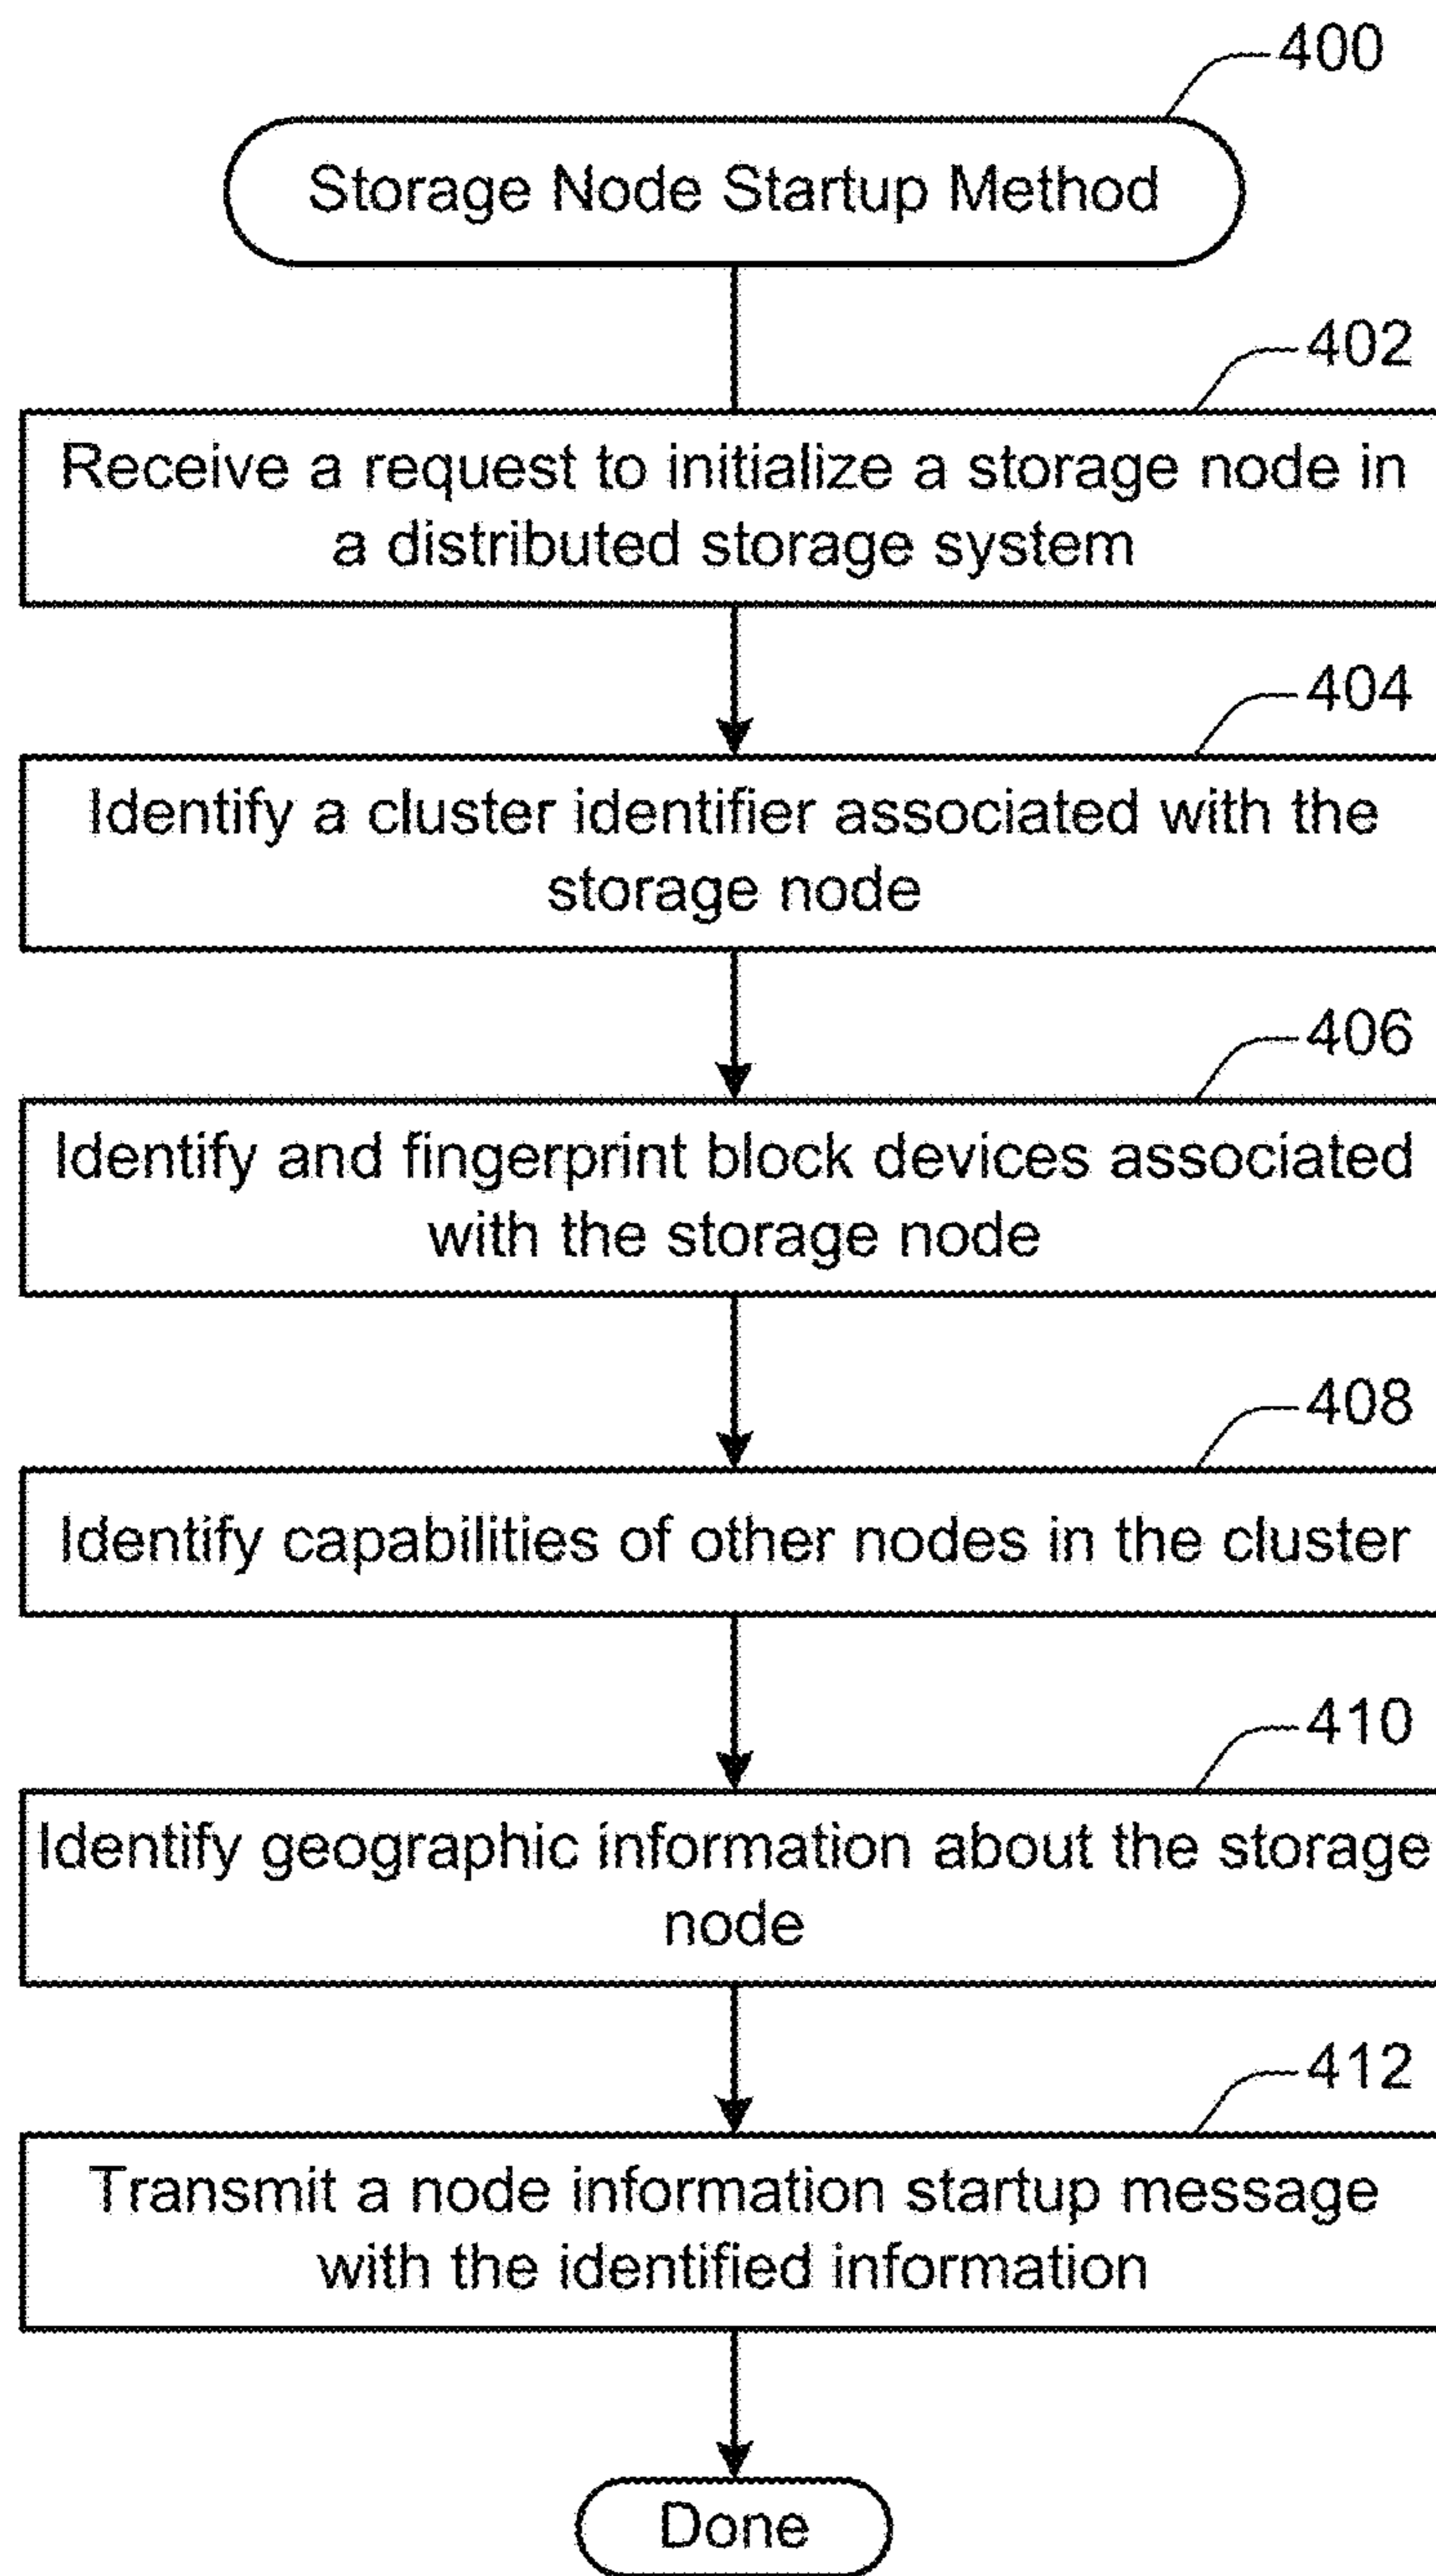 400
Storage Node Startup Method
402
Receive a request to initialize a storage node in
a distributed storage system
404
Identify a cluster identifier associated with the
storage node
406
Identify and fingerprint block devices associated
with the storage node
408
Identify capabilities of other nodes in the cluster
410
Identify geographic information about the storage
node
412
Transmit a node information startup message
with the identified information
Done